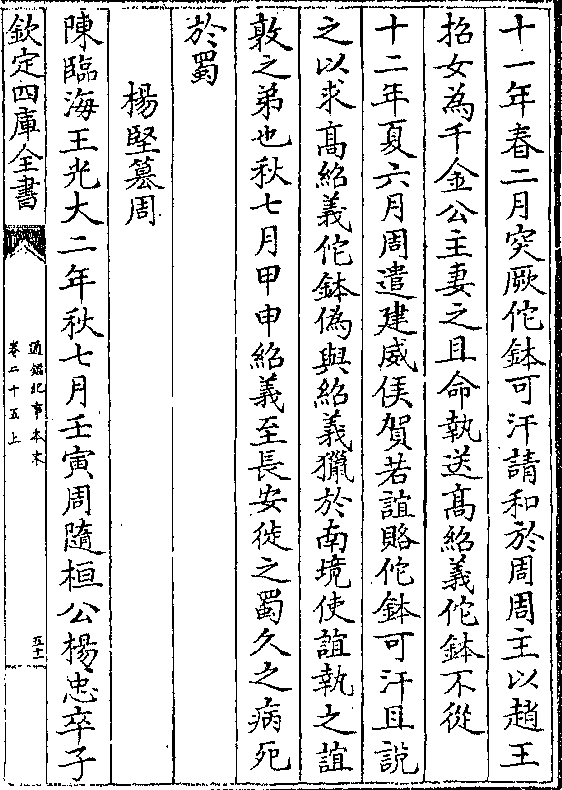 十一年春二月突厥佗鉢可汗請和於周周主以趙王
招女為千金公主妻之且命執送髙紹義佗鉢不從
十二年夏六月周遣建威侯賀若誼賂佗鉢可汗且說
之以求髙紹義佗鉢偽與紹義獵於南境使誼執之誼
敦之弟也秋七月甲申紹義至長安徙之蜀久之病死
於蜀
楊堅篡周
陳臨海王光大二年秋七月壬寅周隨桓公楊忠卒子
欽定四庫全書
通鑑紀事本末
卷二十五上
五十一